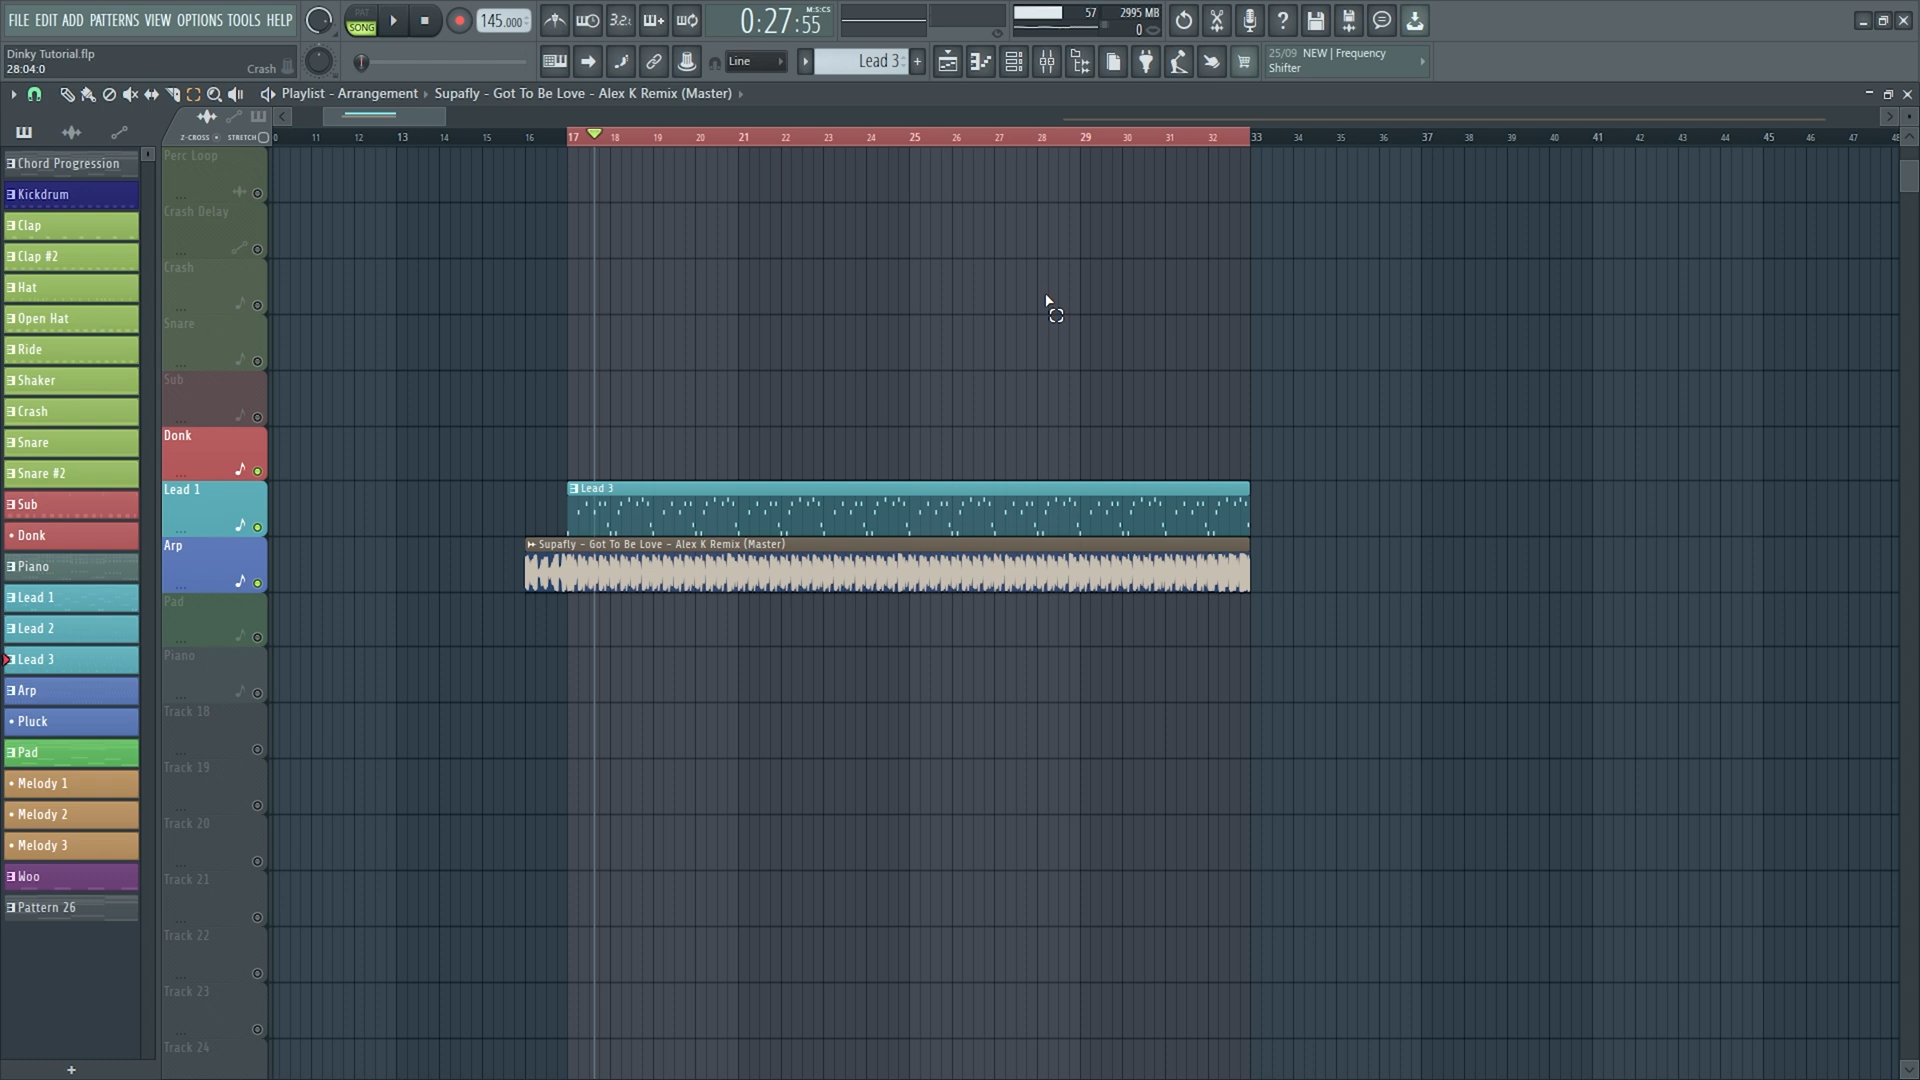 FILE EDIT ADD PATTERNS VIEW OPTIONS TOOLS HELP
PAT
SONG
145.000
3.2.
0:27:55
M:S:CS
57
2995 MB
0
Dinky Tutorial.flp
28:04:0
Crash
Line
Lead 3
25/09 NEW | Frequency
Shifter
Playlist - Arrangement
Supafly - Got To Be Love - Alex K Remix (Master)
Z-CROSS
STRETCH
0 11 12 13 14 15 16 17 18 19 20 21 22 23 24 25 26 27 28 29 30 31 32 33 34 35 36 37 38 39 40 41 42 43 44 45 46 47 48
Chord Progression
Kickdrum
Clap
Clap #2
Hat
Open Hat
Ride
Shaker
Crash
Snare
Snare #2
Sub
Donk
Piano
Lead 1
Lead 2
Lead 3
Arp
Pluck
Pad
Melody 1
Melody 2
Melody 3
Woo
Pattern 26
+
Perc Loop
Crash Delay
Crash
Snare
Sub
Donk
Lead 1
Arp
Pad
Piano
Track 18
Track 19
Track 20
Track 21
Track 22
Track 23
Track 24
Lead 3
Supafly - Got To Be Love - Alex K Remix (Master)